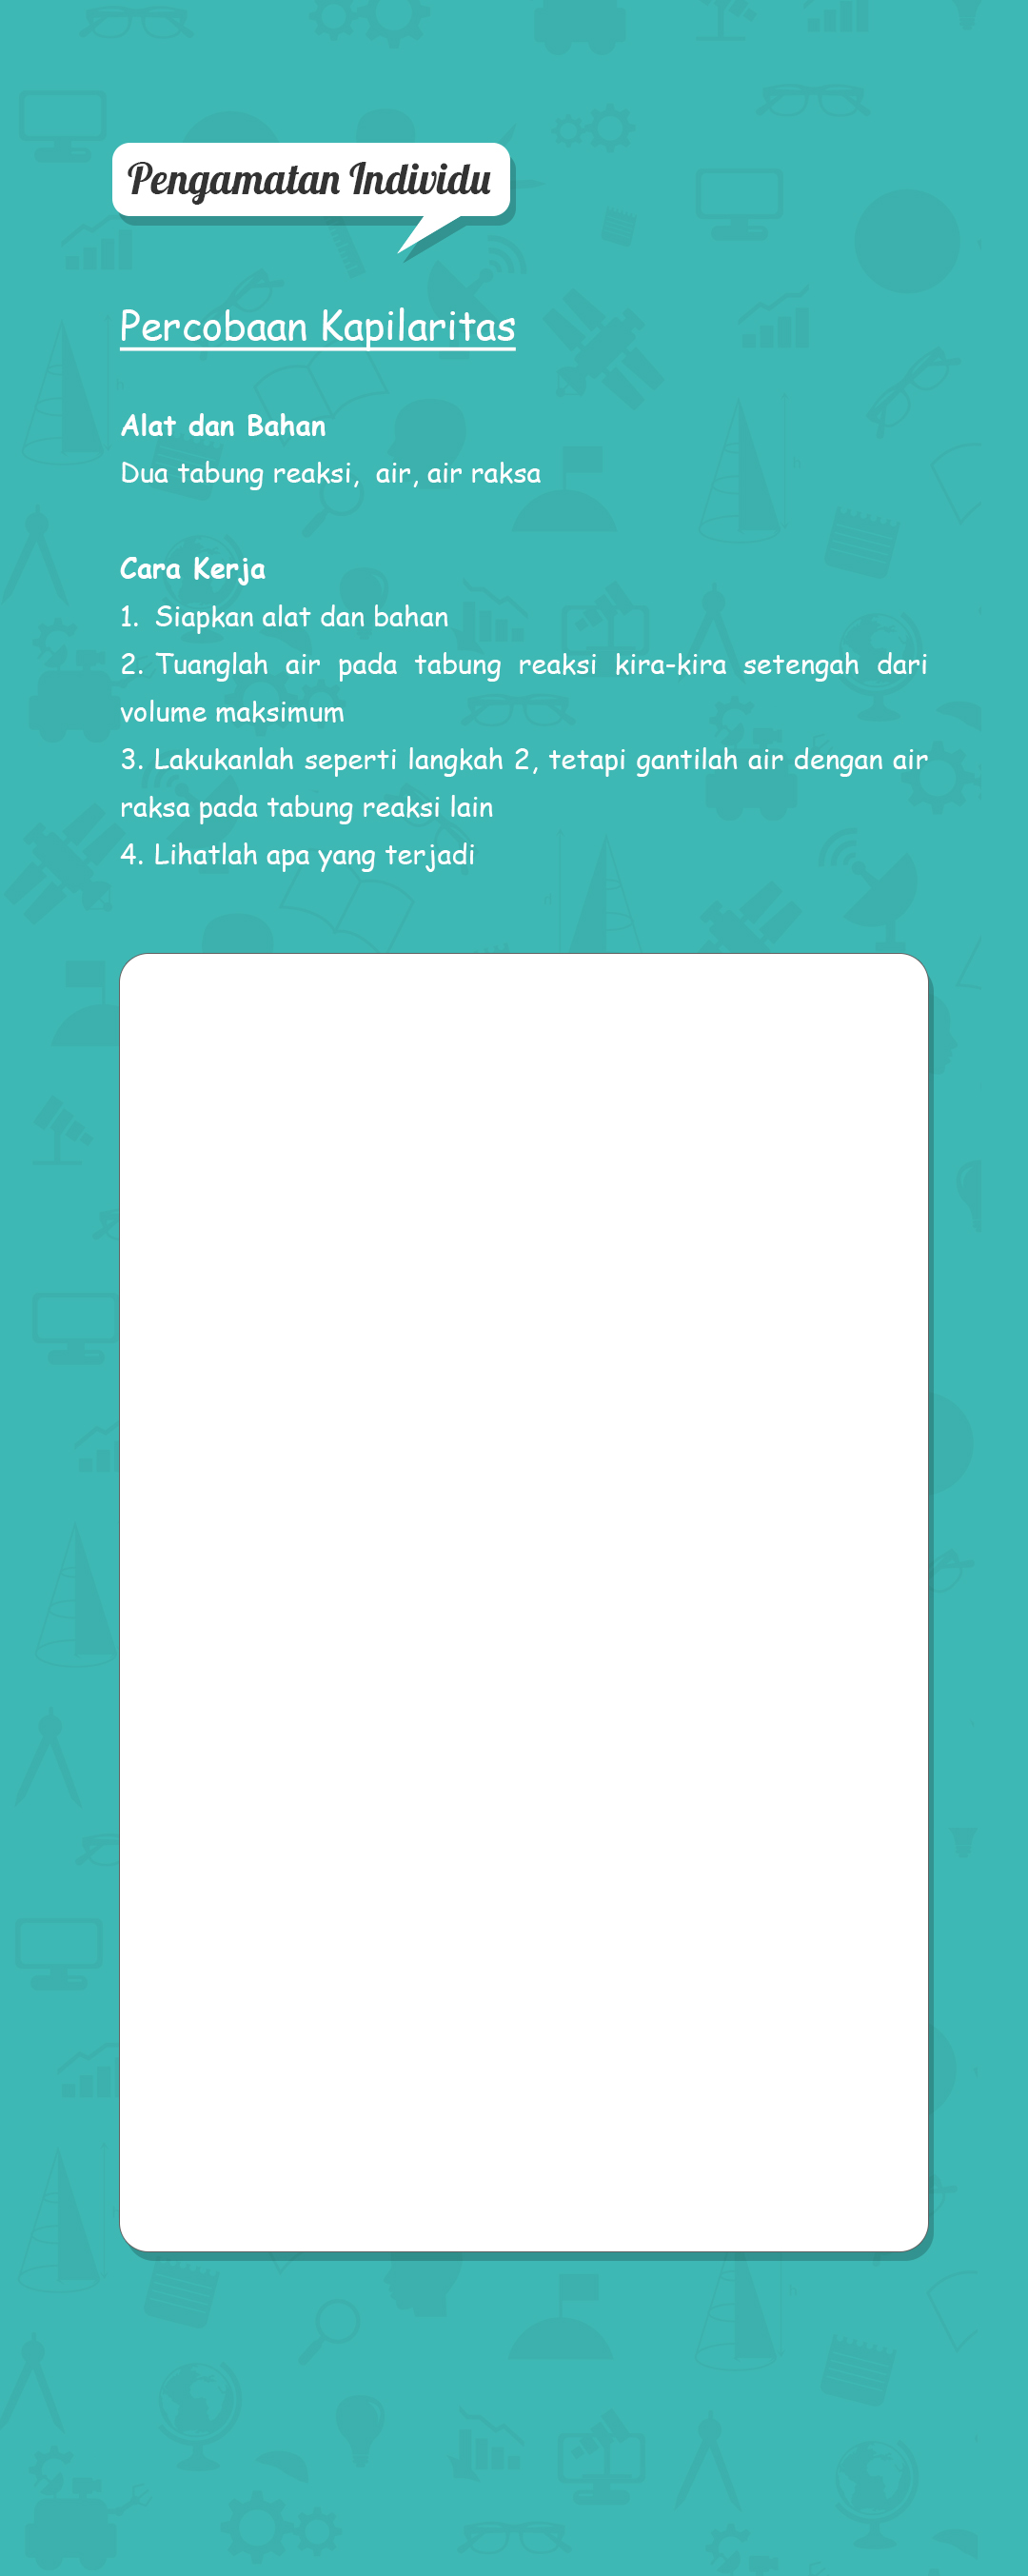 Pengamatan Individu
Percobaan Kapilaritas
Alat dan Bahan
Dua tabung reaksi, air, air raksa
Cara Kerja
1. Siapkan alat dan bahan
2. Tuanglah air pada tabung reaksi kira-kira setengah dari
volume maksimum
3. Lakukanlah seperti langkah 2, tetapi gantilah air dengan air
raksa pada tabung reaksi lain
4. Lihatlah apa yang terjadi